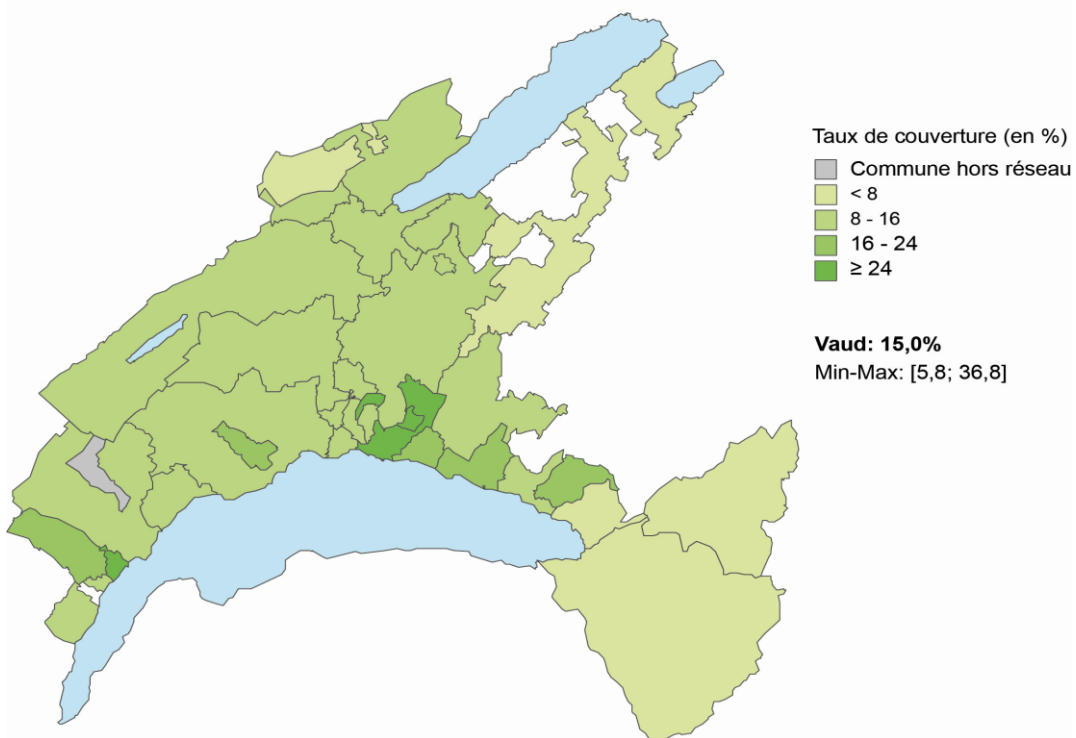 Taux de couverture (en %)
Commune hors réseau
< 8
8 - 16
16 - 24
≥ 24
Vaud: 15,0%
Min-Max: [5,8; 36,8]